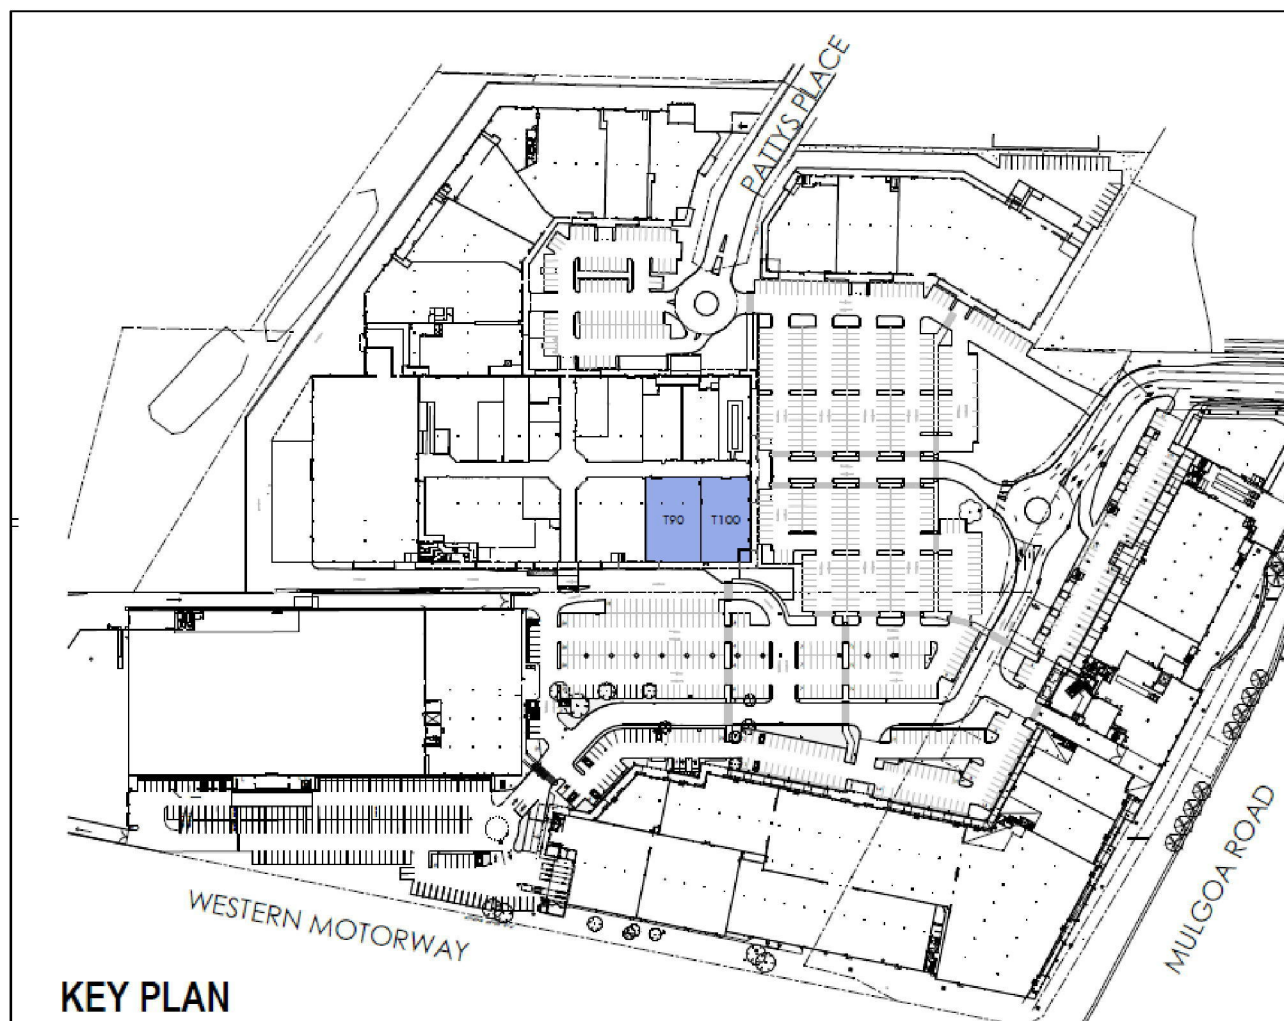 PATTYS PLACE
T90
T100
WESTERN MOTORWAY
MULGOA ROAD
KEY PLAN